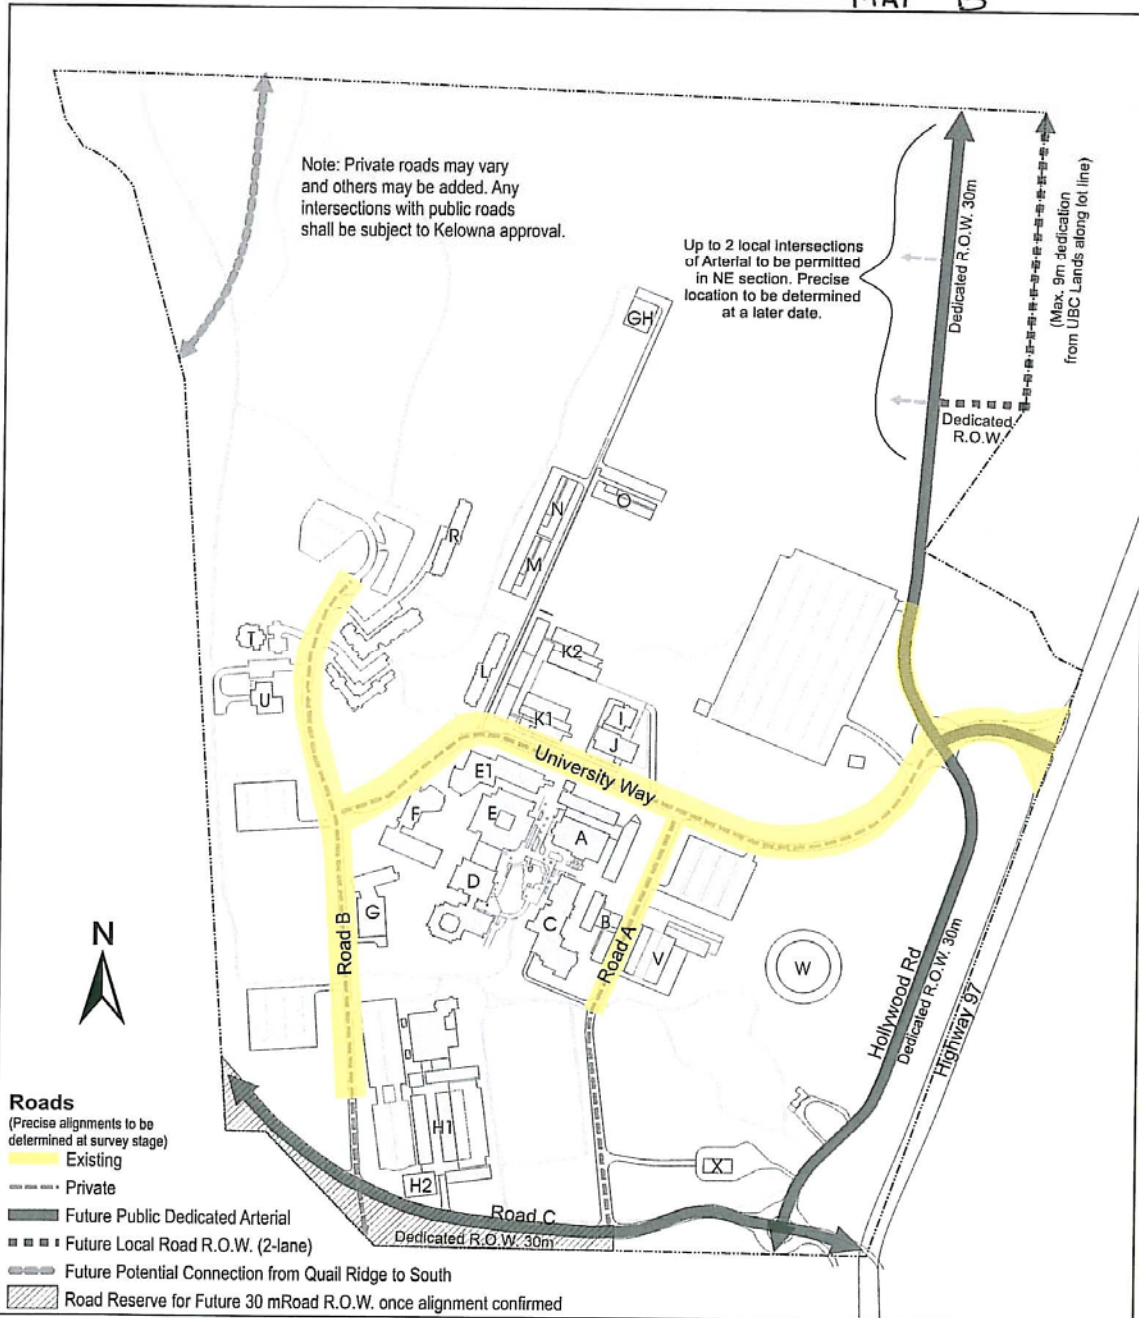 MAP B
Note: Private roads may vary
and others may be added. Any
intersections with public roads
shall be subject to Kelowna approval.
Up to 2 local intersections
of Arterial to be permitted
in NE section. Precise
location to be determined
at a later date.
Dedicated R.O.W. 30m
(Max. 9m dedication
from UBC Lands along lot line)
Dedicated
R.O.W.
GH
N
O
R
M
T
K2
L
U
K1
I
J
University Way
E1
F
E
A
D
G
C
B
Road B
Road A
V
W
N
Hollywood Rd
Dedicated R.O.W. 30m
Highway 97
H1
X
H2
Road C
Dedicated R.O.W. 30m
Roads
(Precise alignments to be
determined at survey stage)
Existing
Private
Future Public Dedicated Arterial
Future Local Road R.O.W. (2-lane)
Future Potential Connection from Quail Ridge to South
Road Reserve for Future 30 mRoad R.O.W. once alignment confirmed